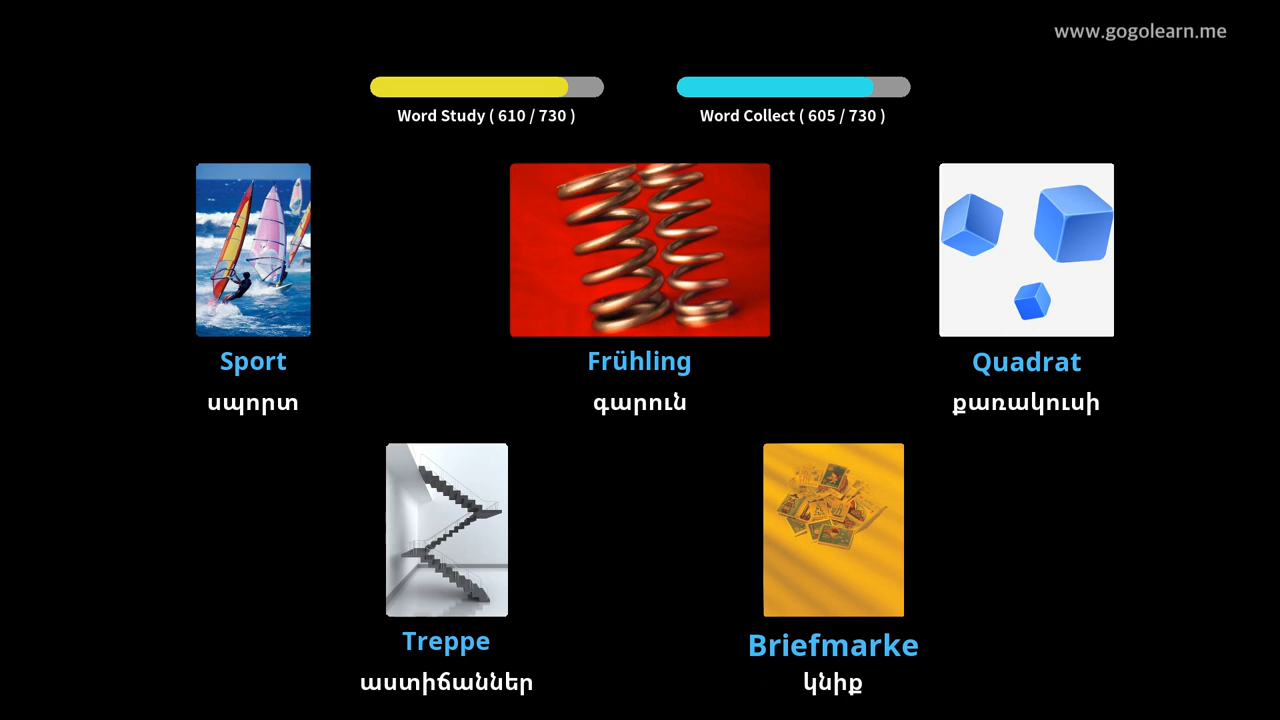 www.gogolearn.me
Word Study ( 610 / 730 )
Word Collect ( 605 / 730 )
Sport
սպորտ
Frühling
գարուն
Quadrat
քառակուսի
Treppe
աստիճաններ
Briefmarke
կնիք